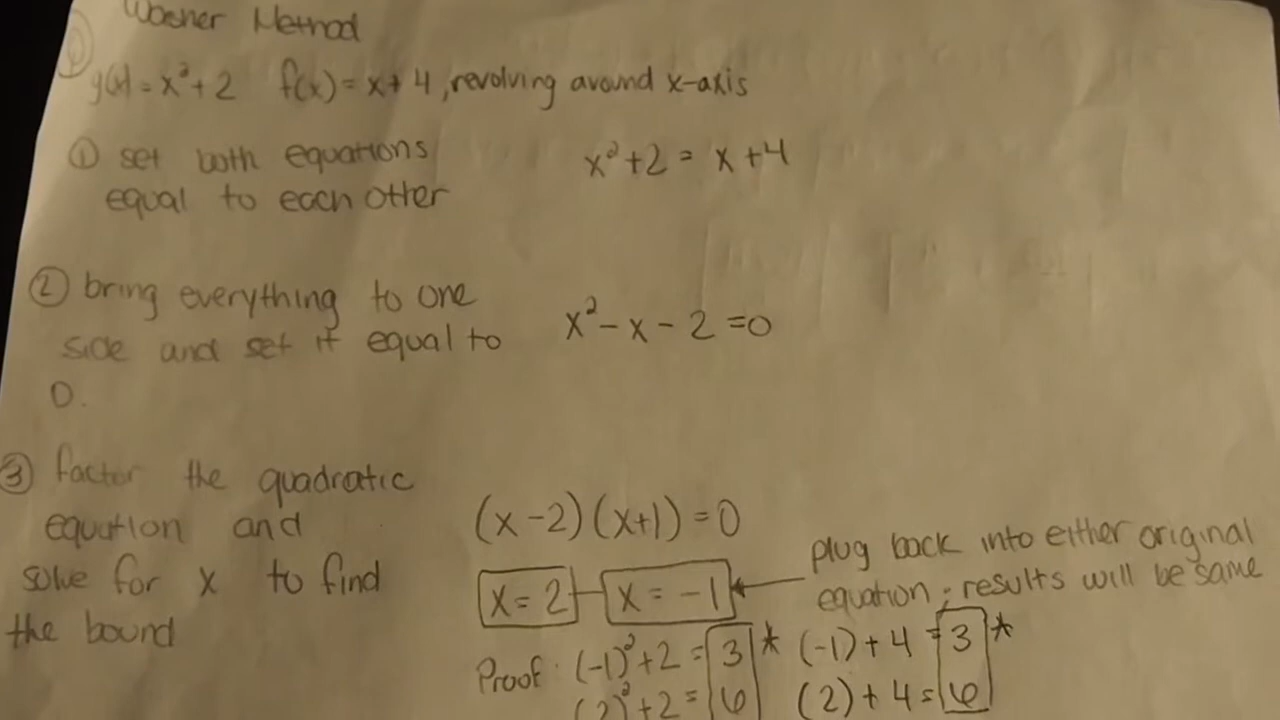 Washer Method
① g(x) = x² + 2 f(x) = x + 4, revolving around x-axis
① set both equations
equal to each other
x² + 2 = x + 4
② bring everything to one
side and set it equal to
0.
x² - x - 2 = 0
③ factor the quadratic
equation and
solve for x to find
the bound
(x - 2)(x + 1) = 0
x = 2 x = -1
plug back into either original
equation; results will be same
Proof: (-1)² + 2 = 3 * (-1) + 4 = 3 *
(2)² + 2 = 6 (2) + 4 = 6